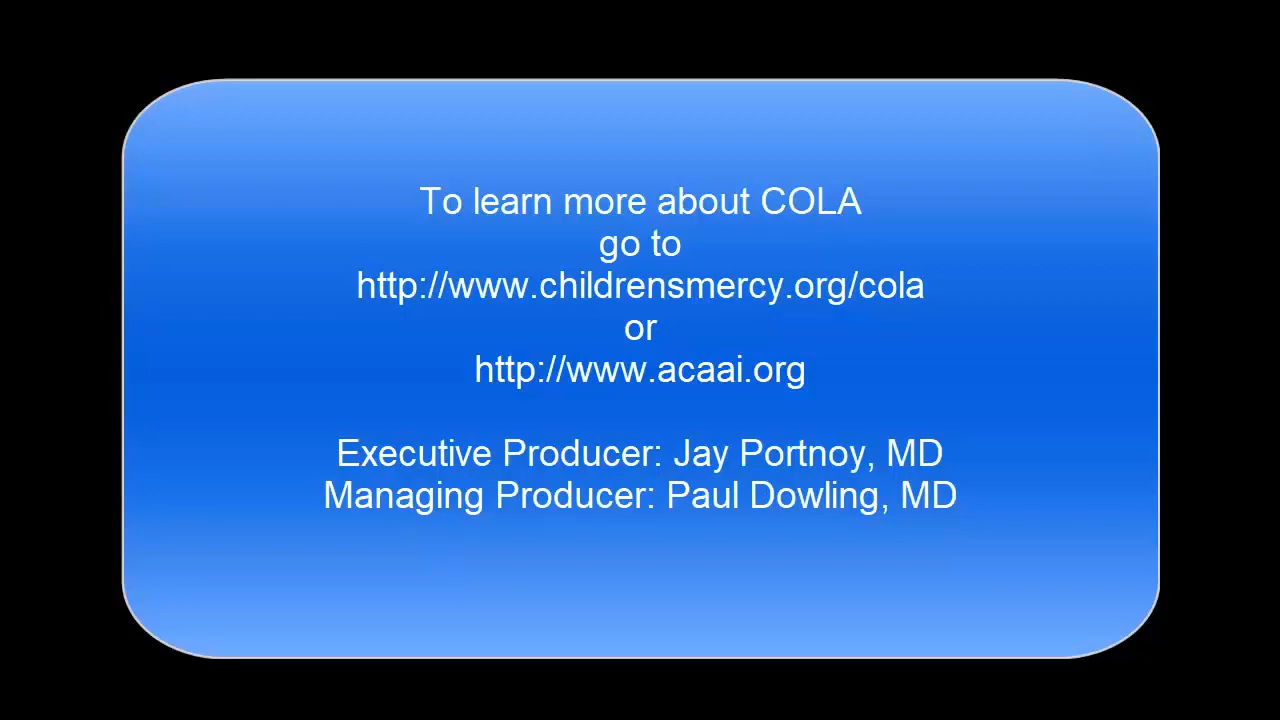 To learn more about COLA
go to
http://www.childrensmercy.org/cola
or
http://www.acaai.org
Executive Producer: Jay Portnoy, MD
Managing Producer: Paul Dowling, MD